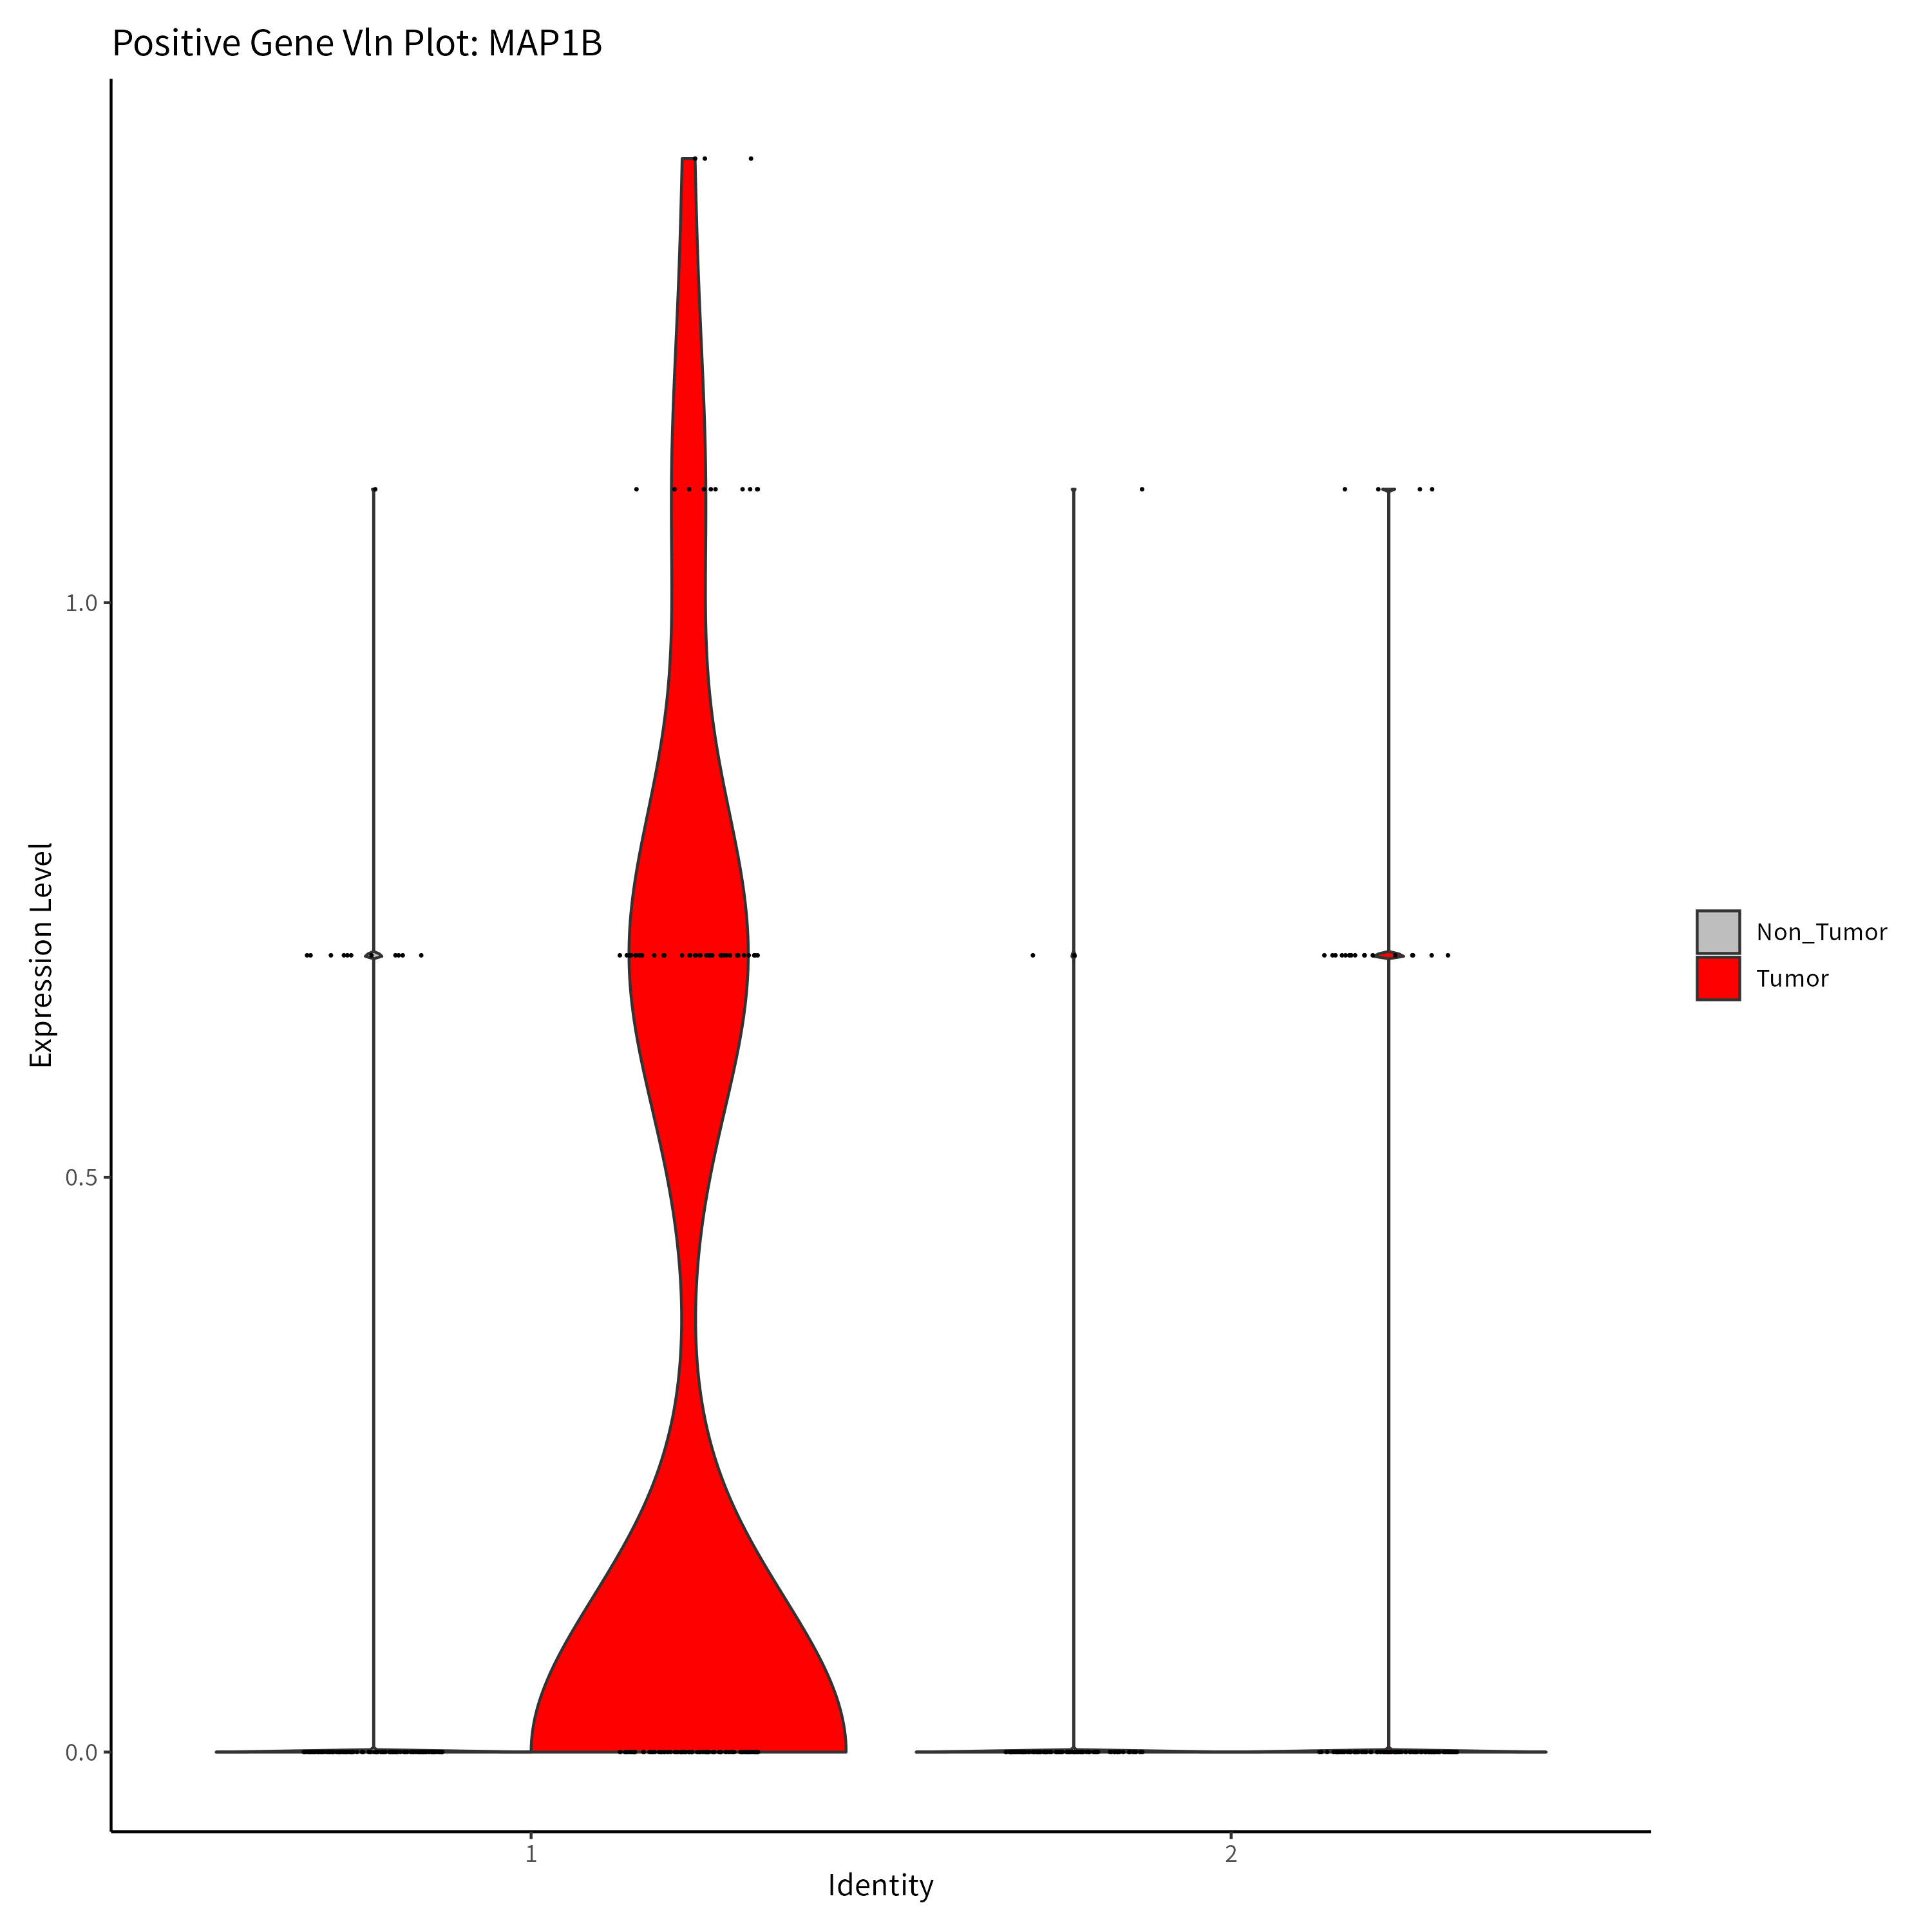 Positive Gene Vln Plot: MAP1B
Expression Level
1.0
0.5
0.0
1
2
Identity
Non_Tumor
Tumor